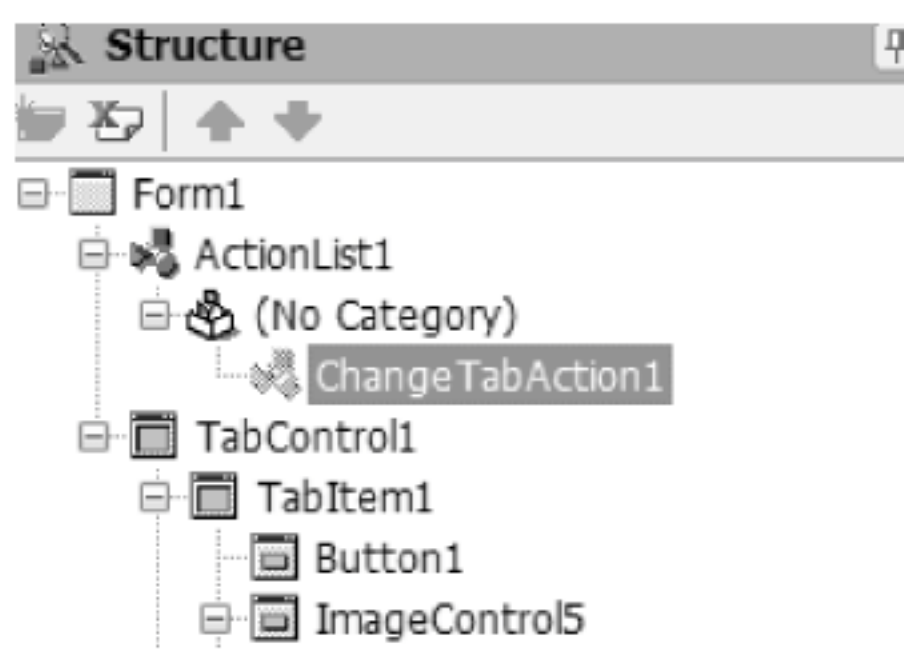 Structure
Form1
ActionList1
(No Category)
ChangeTabAction1
TabControl1
TabItem1
Button1
ImageControl5